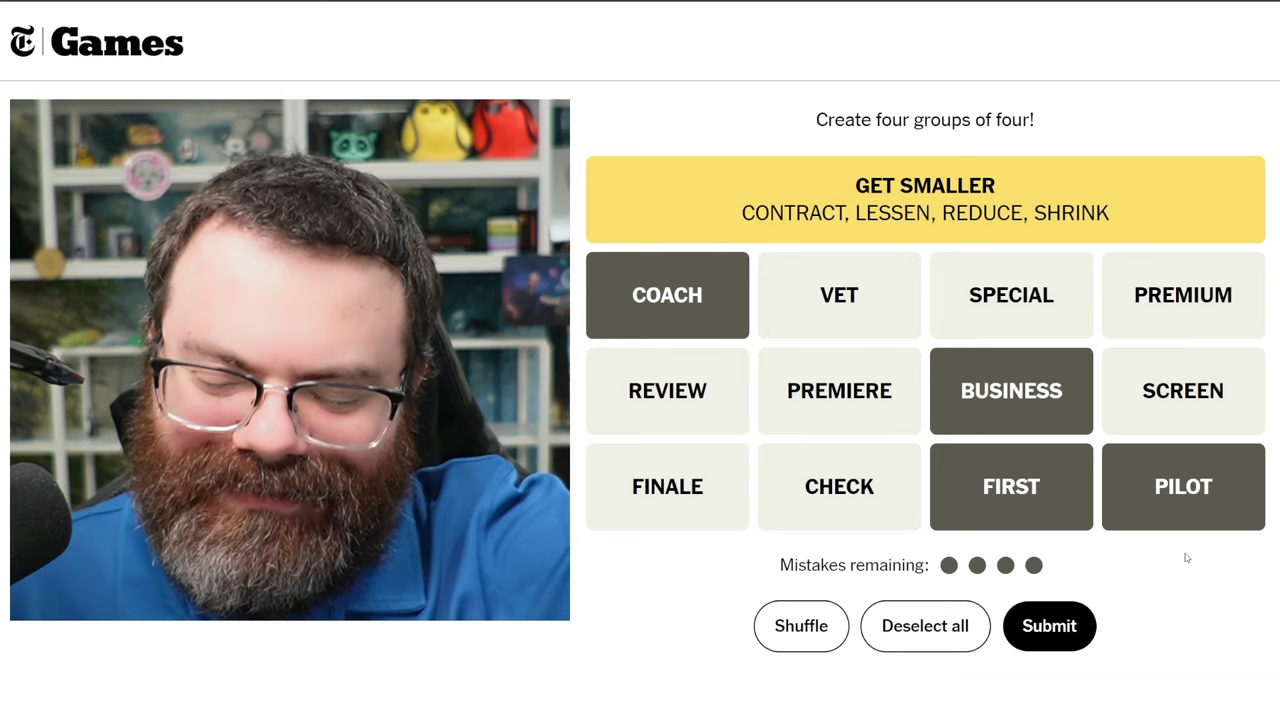 T Games
Create four groups of four!
GET SMALLER
CONTRACT, LESSEN, REDUCE, SHRINK
COACH VET SPECIAL PREMIUM
REVIEW PREMIERE BUSINESS SCREEN
FINALE CHECK FIRST PILOT
Mistakes remaining:
Shuffle Deselect all Submit